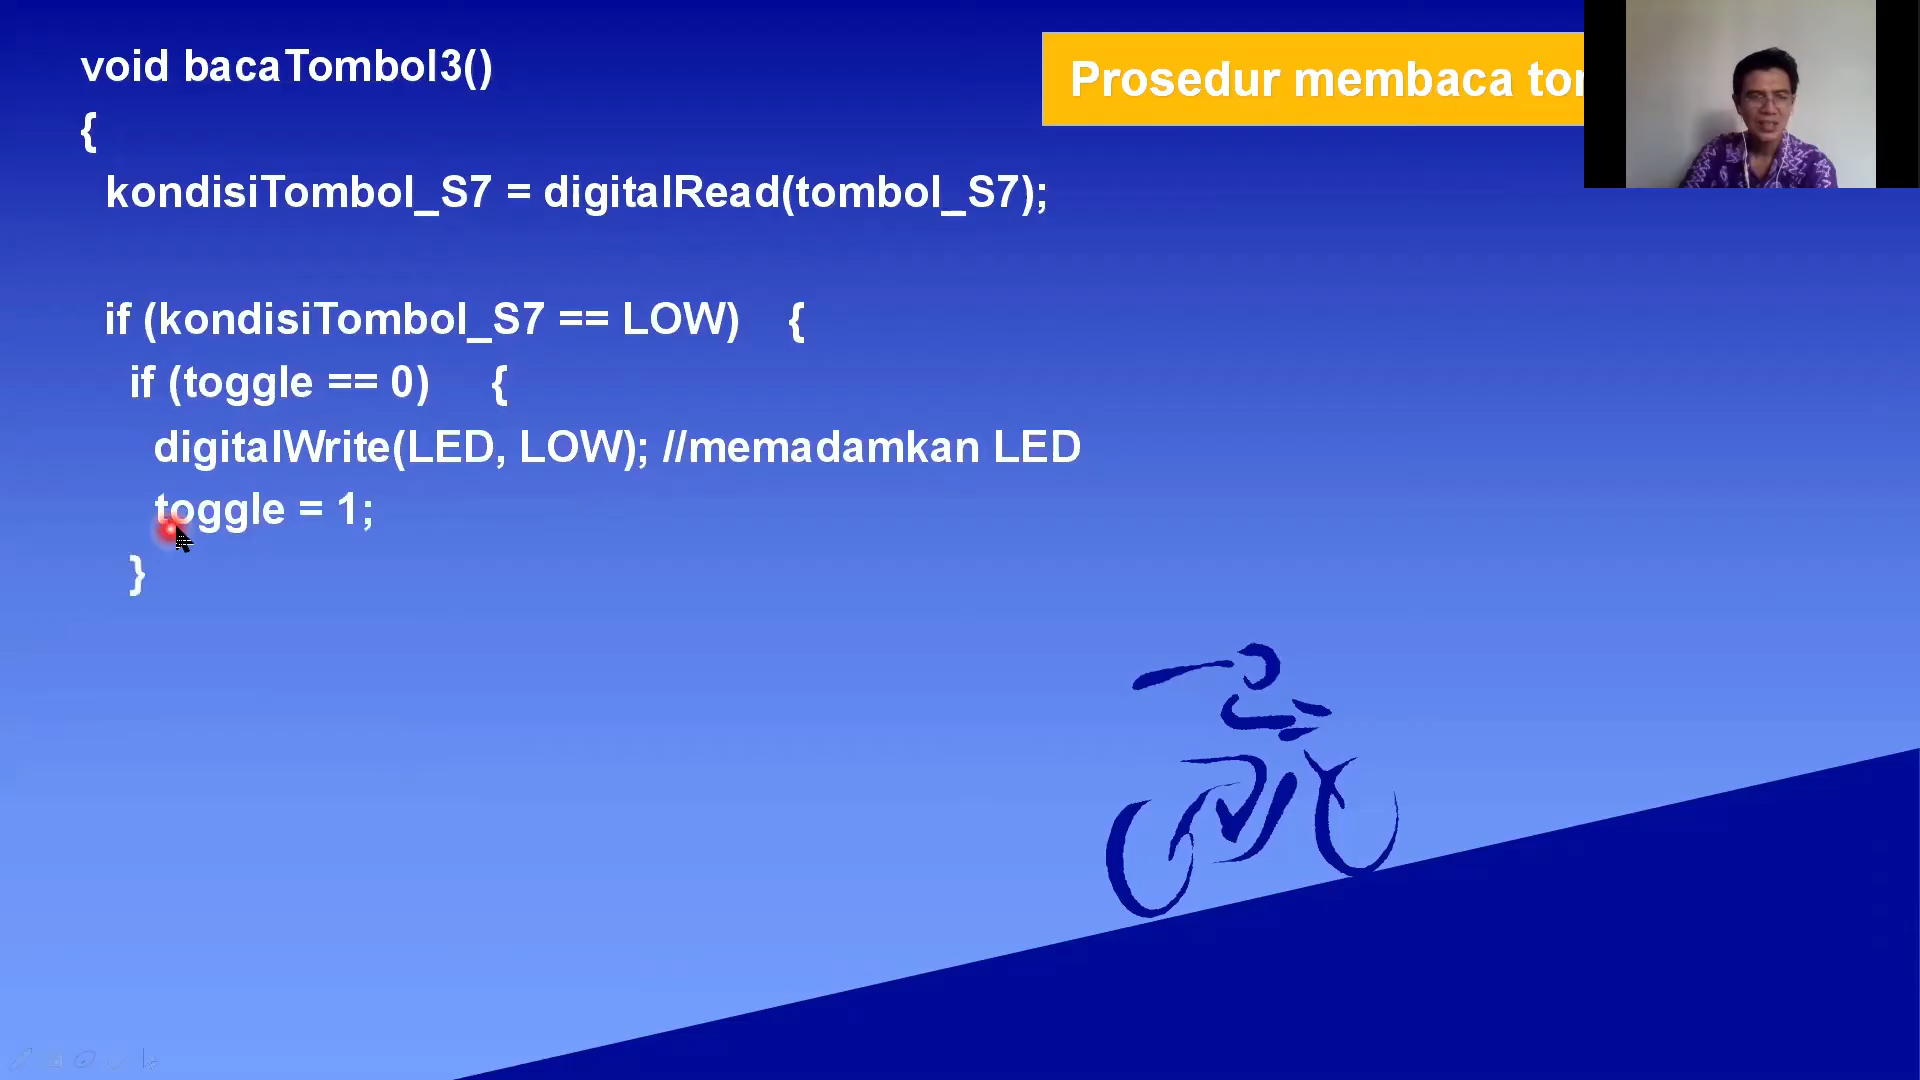 void bacaTombol3()
Prosedur membaca
{
kondisiTombol_S7 = digitalRead(tombol_S7);
if (kondisiTombol_S7 == LOW) {
if (toggle == 0) {
digitalWrite(LED, LOW); //memadamkan LED
toggle = 1;
}